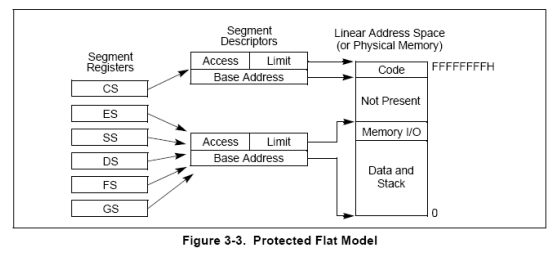 Segment
Registers
CS
ES
SS
DS
FS
GS
Segment
Descriptors
Access Limit
Base Address
Access Limit
Base Address
Linear Address Space
(or Physical Memory)
Code FFFFFFFFH
Not Present
Memory I/O
Data and
Stack
0
Figure 3-3. Protected Flat Model